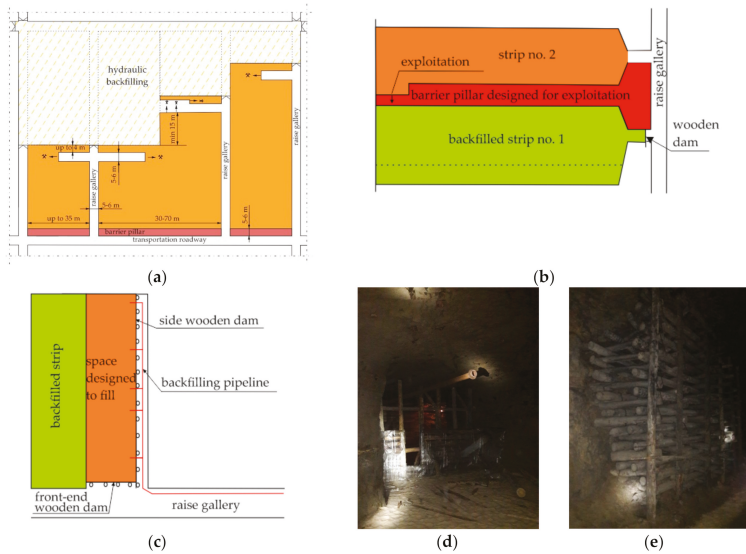 hydraulic
backfilling
raise gallery
min 15 m
raise gallery
up to 4 m
5-6 m
raise gallery
5-6 m
up to 35 m
30-70 m
5-6 m
barrier pillar
transportation roadway
(a)
strip no. 2
exploitation
barrier pillar designed for exploitation
raise gallery
backfilled strip no. 1
wooden
dam
(b)
backfilled strip
space
designed
to fill
side wooden dam
backfilling pipeline
front-end
wooden dam
raise gallery
(c)
(d)
(e)